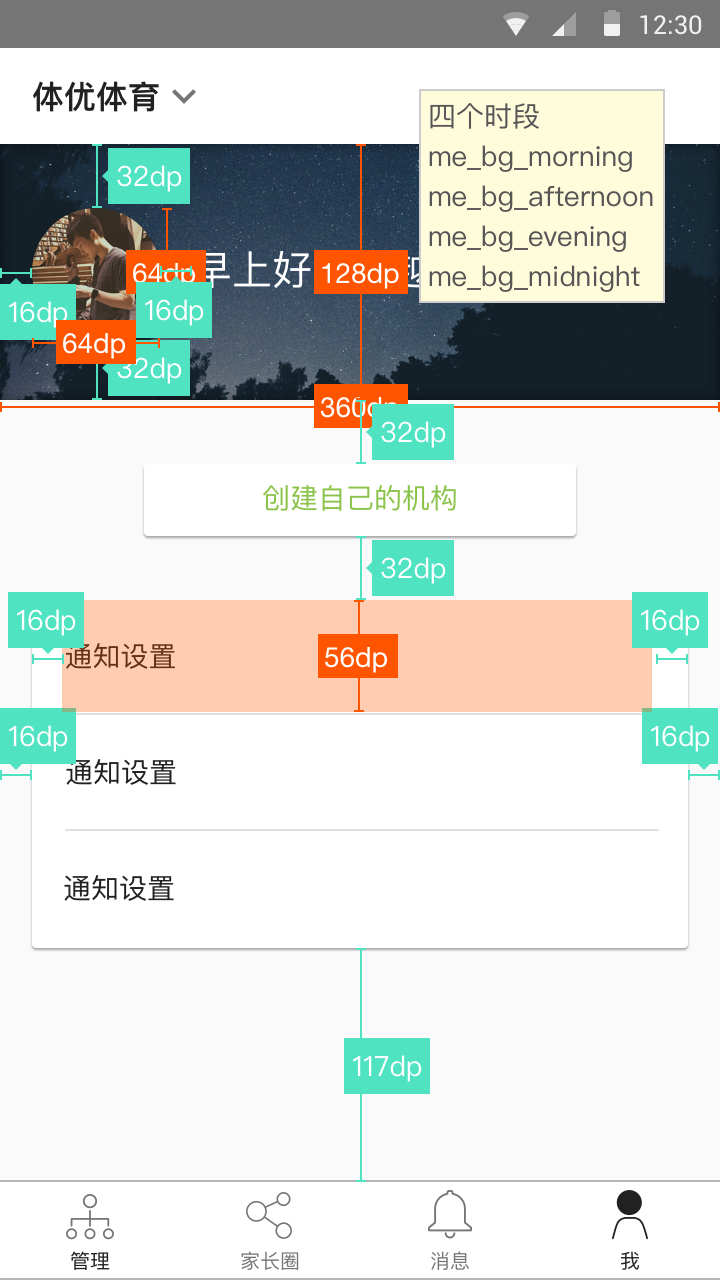 12:30
体优体育
四个时段
me_bg_morning
me_bg_afternoon
me_bg_evening
me_bg_midnight
32dp
64dp
早上好
128dp
16dp
16dp
64dp
32dp
360dp
32dp
创建自己的机构
32dp
16dp
16dp
通知设置
56dp
16dp
16dp
通知设置
通知设置
117dp
管理
家长圈
消息
我